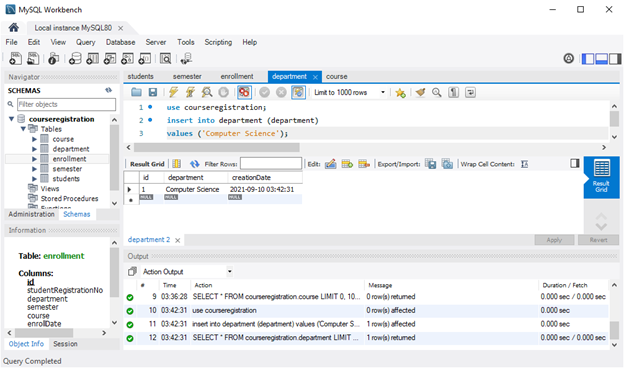 MySQL Workbench
Local instance MySQL80
File Edit View Query Database Server Tools Scripting Help
Navigator
SCHEMAS
Filter objects
courseregistration
Tables
course
department
enrollment
semester
students
Views
Stored Procedures
Functions
Administration Schemas
Information
Table: enrollment
Columns:
id
studentRegistrationNo
department
semester
course
enrollDate
Object Info Session
Query Completed
students semester enrollment department course
Limit to 1000 rows
1 use courseregistration;
2 insert into department (department)
3 values ('Computer Science');
Result Grid Filter Rows: Edit: Export/Import: Wrap Cell Content:
id department creationDate
1 Computer Science 2021-09-10 03:42:31
NULL NULL NULL
Result Grid
department 2
Apply Revert
Output
Action Output
# Time Action Message Duration / Fetch
9 03:36:28 SELECT * FROM courseregistration.course LIMIT 0, 10... 0 row(s) returned 0.000 sec / 0.000 sec
10 03:42:31 use courseregistration 0 row(s) affected 0.000 sec
11 03:42:31 insert into department (department) values ('Computer S... 1 row(s) affected 0.000 sec
12 03:42:31 SELECT * FROM courseregistration.department LIMIT ... 1 row(s) returned 0.000 sec / 0.000 sec